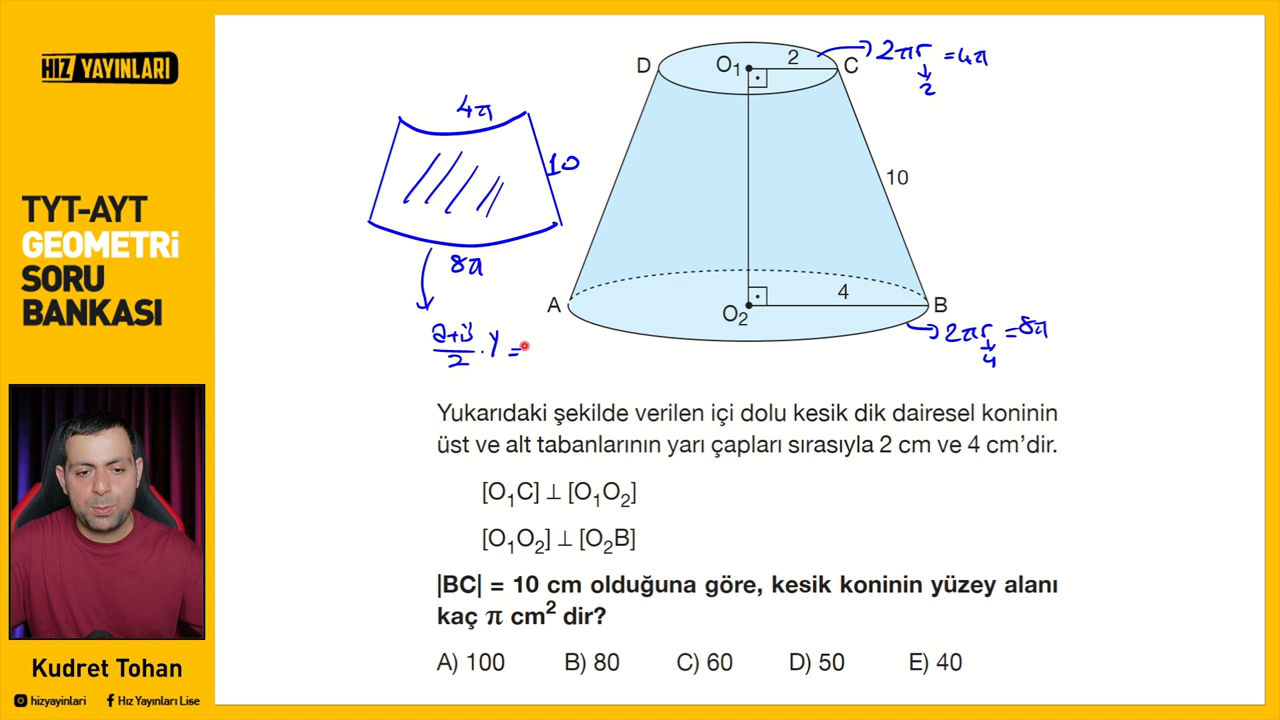 HIZ YAYINLARI
TYT-AYT
GEOMETRİ
SORU
BANKASI
Kudret Tohan
hizyayinlari
Hız Yayınları Lise
D
O1
2
C
2πr = 4π
2
4π
10
8π
10
A
O2
4
B
2πr = 8π
4
a+ü/2 . y =
Yukarıdaki şekilde verilen içi dolu kesik dik dairesel koninin
üst ve alt tabanlarının yarı çapları sırasıyla 2 cm ve 4 cm'dir.
[O1C] ⊥ [O1O2]
[O1O2] ⊥ [O2B]
|BC| = 10 cm olduğuna göre, kesik koninin yüzey alanı
kaç π cm² dir?
A) 100 B) 80 C) 60 D) 50 E) 40